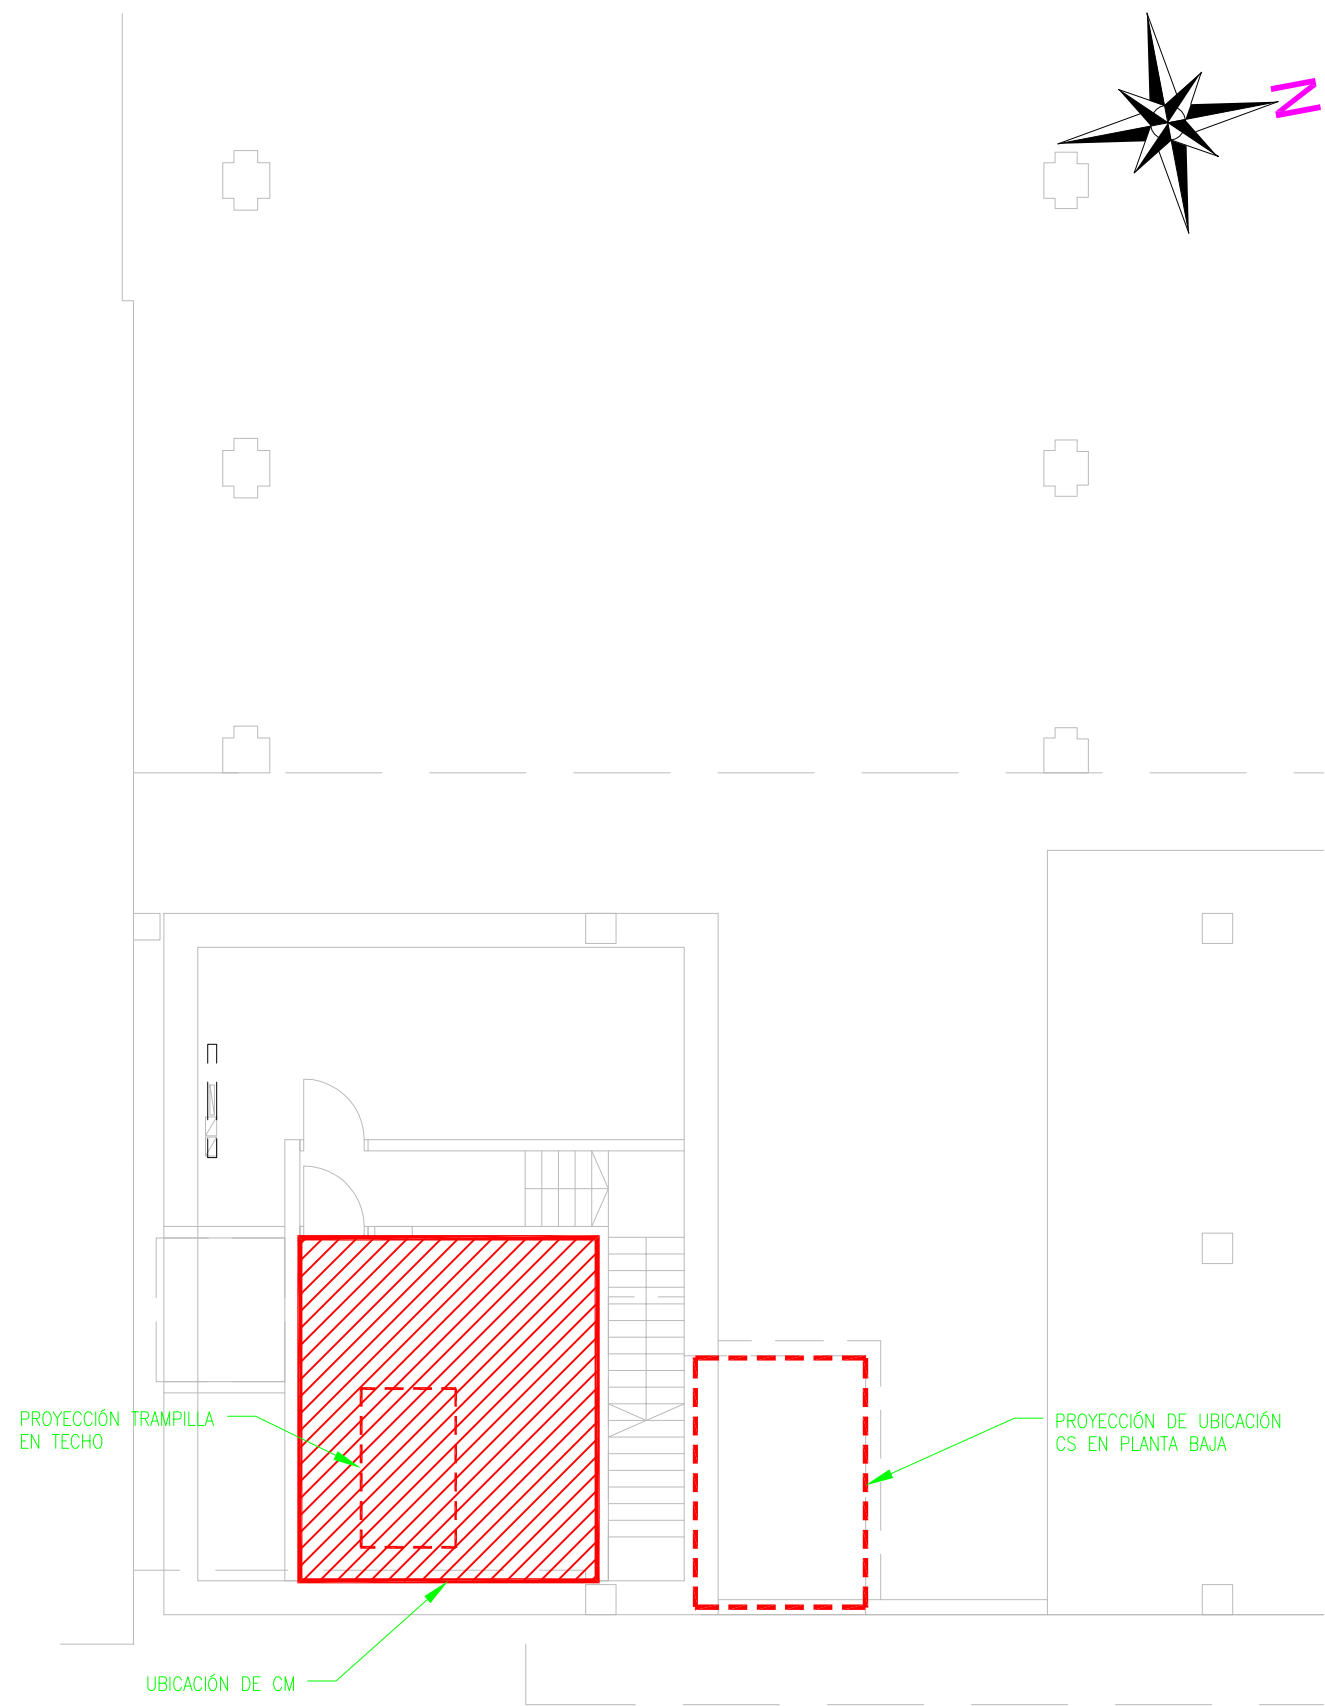 N
PROYECCIÓN TRAMPILLA
EN TECHO
PROYECCIÓN DE UBICACIÓN
CS EN PLANTA BAJA
UBICACIÓN DE CM